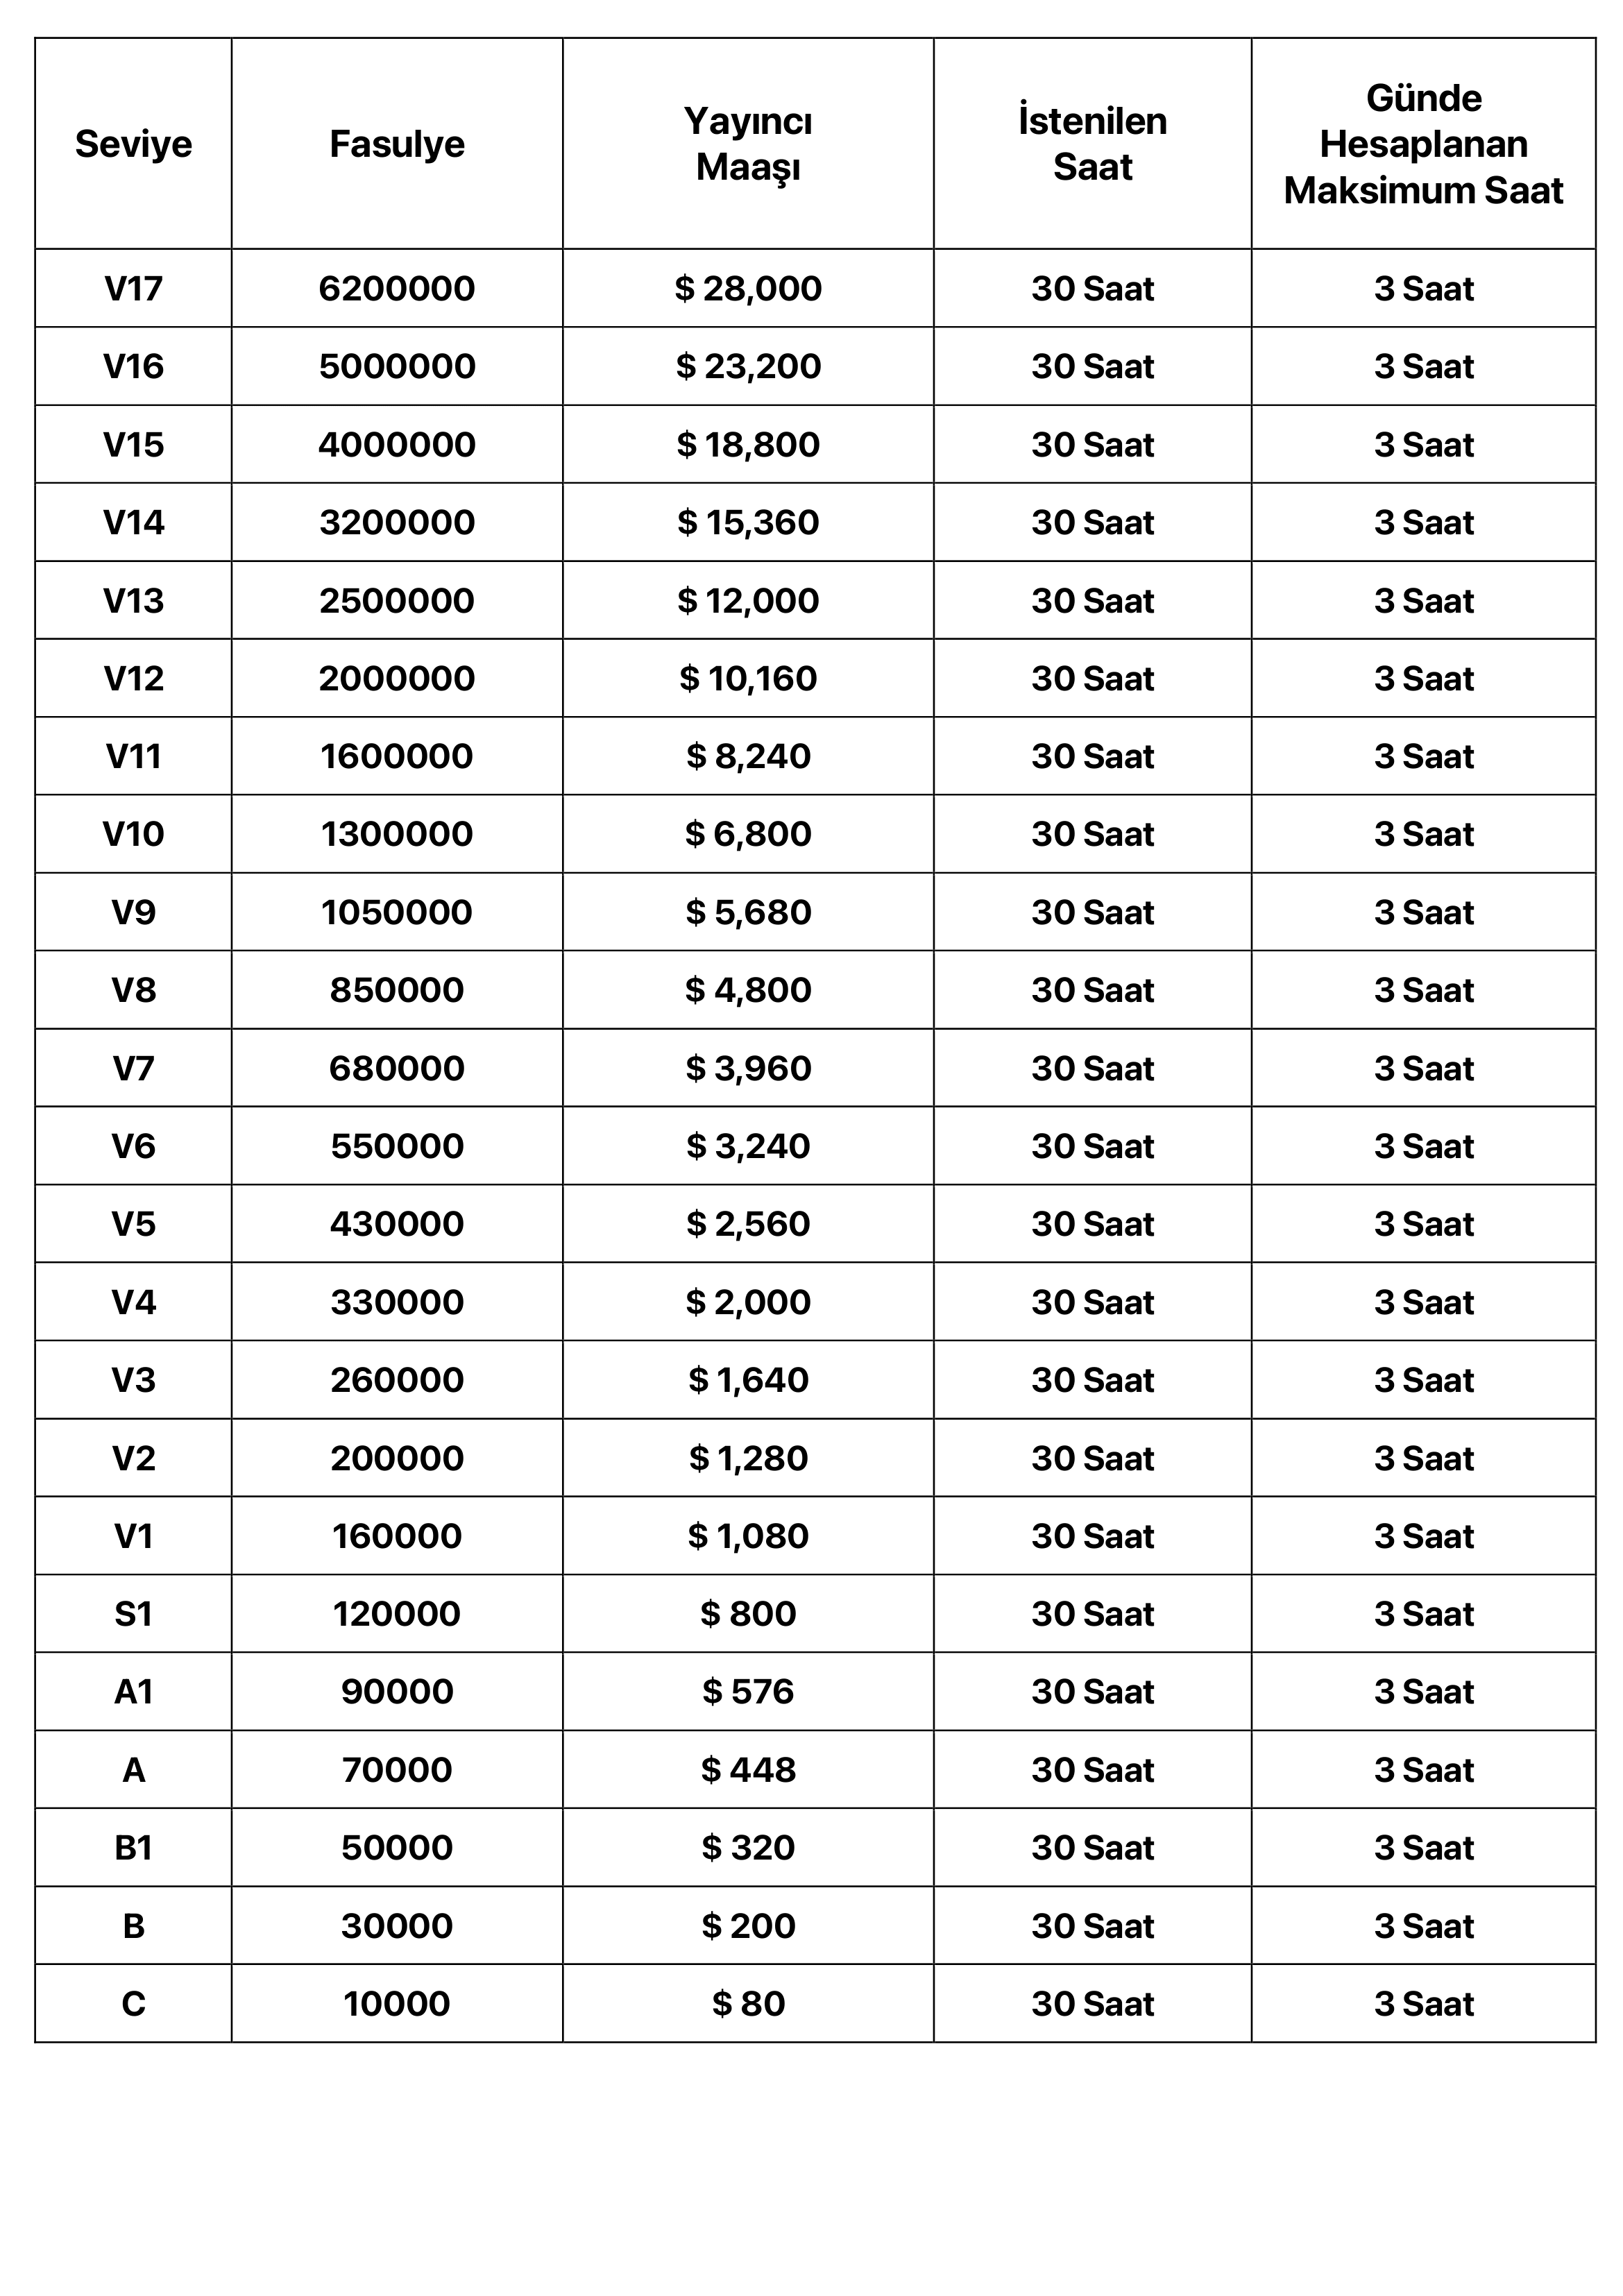 Seviye Fasulye Yayıncı Maaşı İstenilen Saat Günde Hesaplanan Maksimum Saat
V17 6200000 $ 28,000 30 Saat 3 Saat
V16 5000000 $ 23,200 30 Saat 3 Saat
V15 4000000 $ 18,800 30 Saat 3 Saat
V14 3200000 $ 15,360 30 Saat 3 Saat
V13 2500000 $ 12,000 30 Saat 3 Saat
V12 2000000 $ 10,160 30 Saat 3 Saat
V11 1600000 $ 8,240 30 Saat 3 Saat
V10 1300000 $ 6,800 30 Saat 3 Saat
V9 1050000 $ 5,680 30 Saat 3 Saat
V8 850000 $ 4,800 30 Saat 3 Saat
V7 680000 $ 3,960 30 Saat 3 Saat
V6 550000 $ 3,240 30 Saat 3 Saat
V5 430000 $ 2,560 30 Saat 3 Saat
V4 330000 $ 2,000 30 Saat 3 Saat
V3 260000 $ 1,640 30 Saat 3 Saat
V2 200000 $ 1,280 30 Saat 3 Saat
V1 160000 $ 1,080 30 Saat 3 Saat
S1 120000 $ 800 30 Saat 3 Saat
A1 90000 $ 576 30 Saat 3 Saat
A 70000 $ 448 30 Saat 3 Saat
B1 50000 $ 320 30 Saat 3 Saat
B 30000 $ 200 30 Saat 3 Saat
C 10000 $ 80 30 Saat 3 Saat